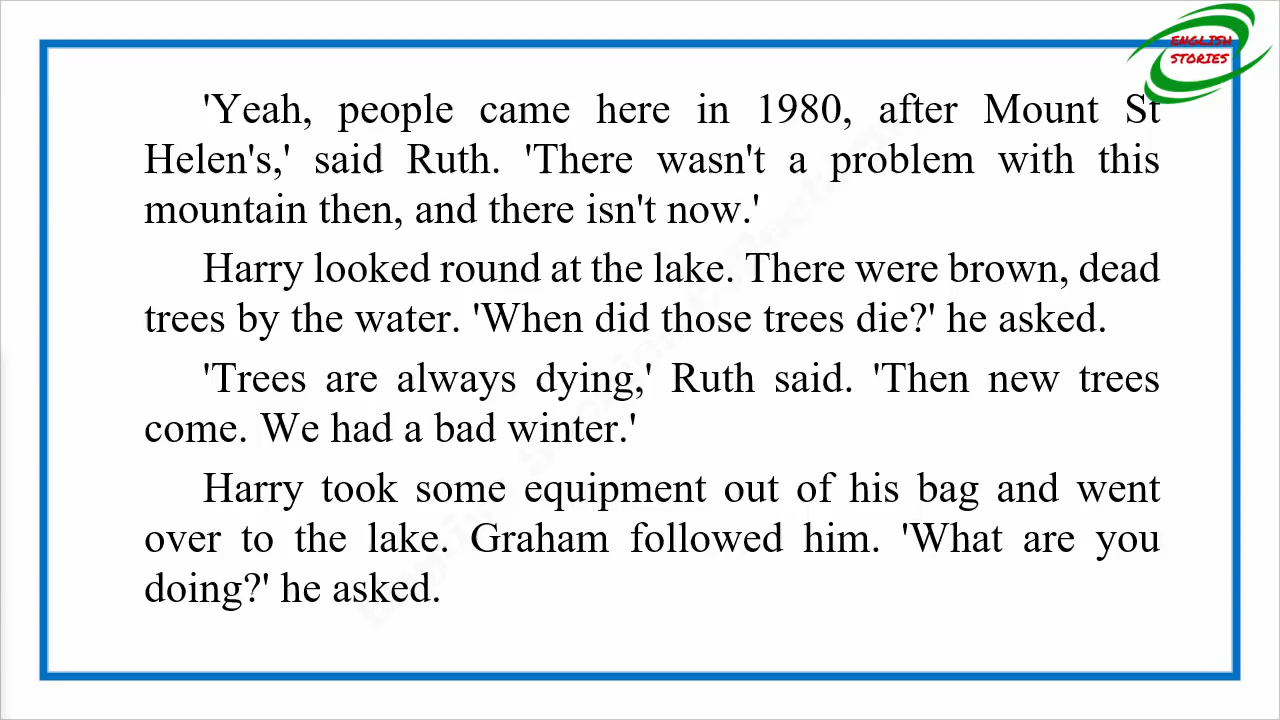 ENGLISH
STORIES
'Yeah, people came here in 1980, after Mount St
Helen's,' said Ruth. 'There wasn't a problem with this
mountain then, and there isn't now.'
Harry looked round at the lake. There were brown, dead
trees by the water. 'When did those trees die?' he asked.
'Trees are always dying,' Ruth said. 'Then new trees
come. We had a bad winter.'
Harry took some equipment out of his bag and went
over to the lake. Graham followed him. 'What are you
doing?' he asked.